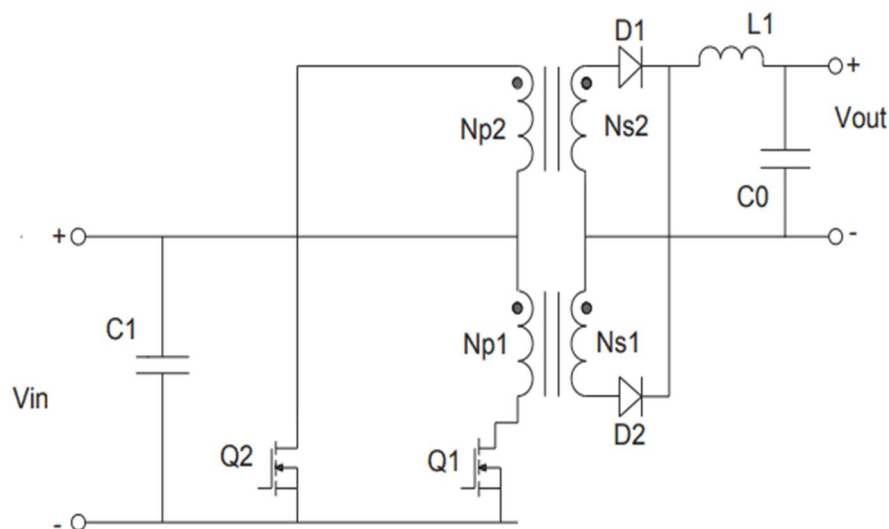 D1
L1
+
Np2
Ns2
Vout
C0
+
-
C1
Np1
Ns1
Vin
D2
Q2
Q1
-